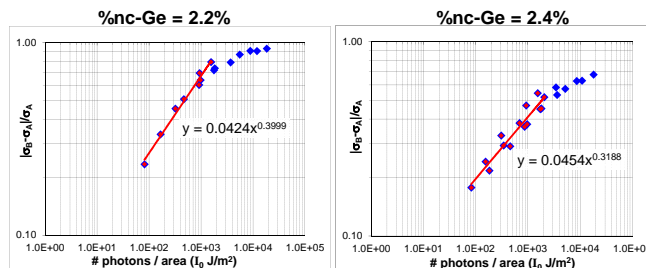 %nc-Ge = 2.2%
1.00
0.10
|σB-σA|/σA
y = 0.0424x^0.3999
1.0E+01 1.0E+02 1.0E+03 1.0E+04 1.0E+05
# photons / area (I0 J/m²)
%nc-Ge = 2.4%
1.00
0.10
|σB-σA|/σA
y = 0.0454x^0.3188
1.0E+00 1.0E+01 1.0E+02 1.0E+03 1.0E+04 1.0E+05
# photons / area (I0 J/m²)